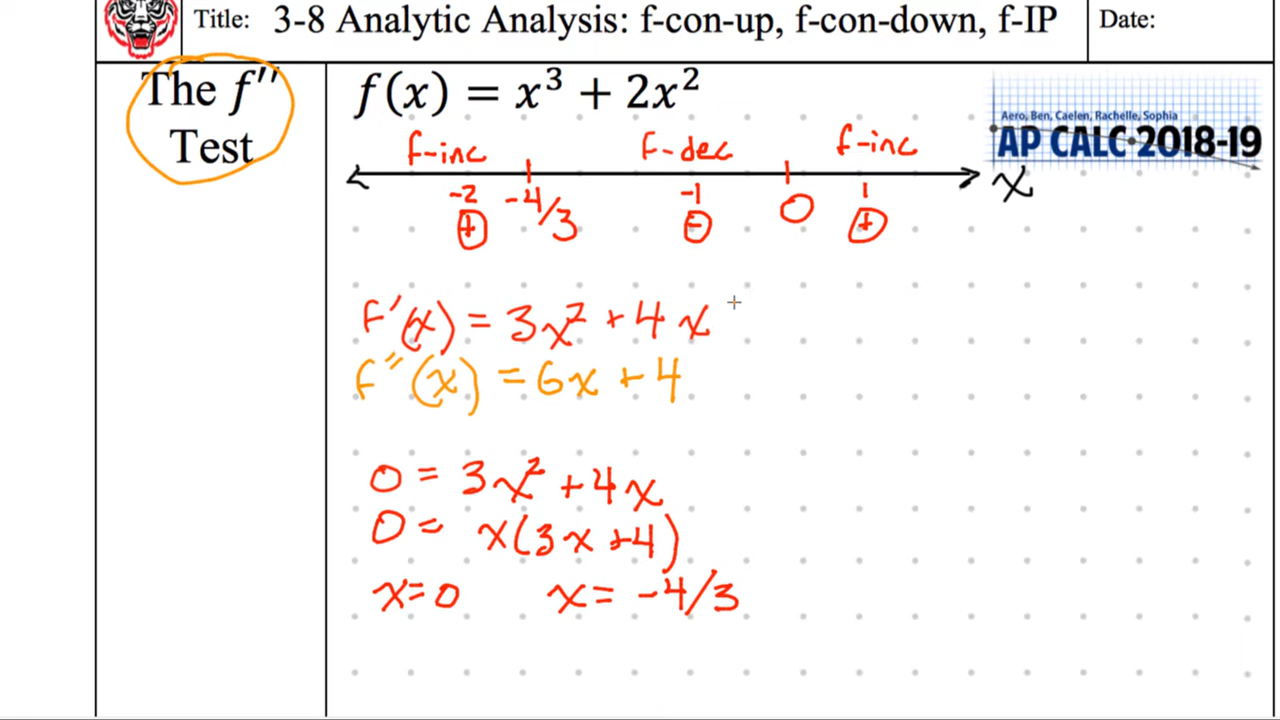 Title: 3-8 Analytic Analysis: f-con-up, f-con-down, f-IP
Date:
The f''
Test
f(x) = x³ + 2x²
Aero, Ben, Caelen, Rachelle, Sophia
AP CALC 2018-19
f-inc f-dec f-inc
x
-2 -4/3 -1 0 1
+ - +
f'(x) = 3x² + 4x
f''(x) = 6x + 4
0 = 3x² + 4x
0 = x(3x + 4)
x = 0 x = -4/3